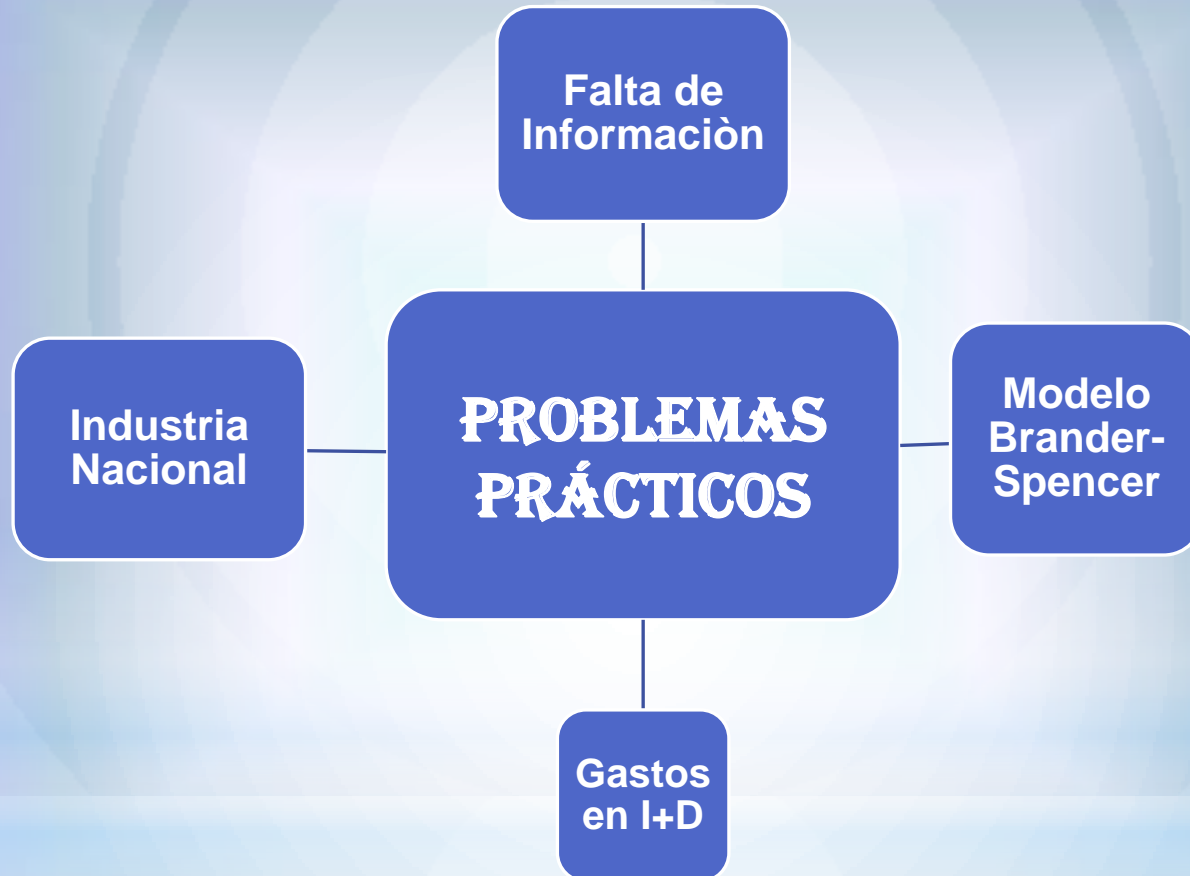 Falta de
Informaciòn
Industria
Nacional
PROBLEMAS
PRÁCTICOS
Modelo
Brander-
Spencer
Gastos
en I+D